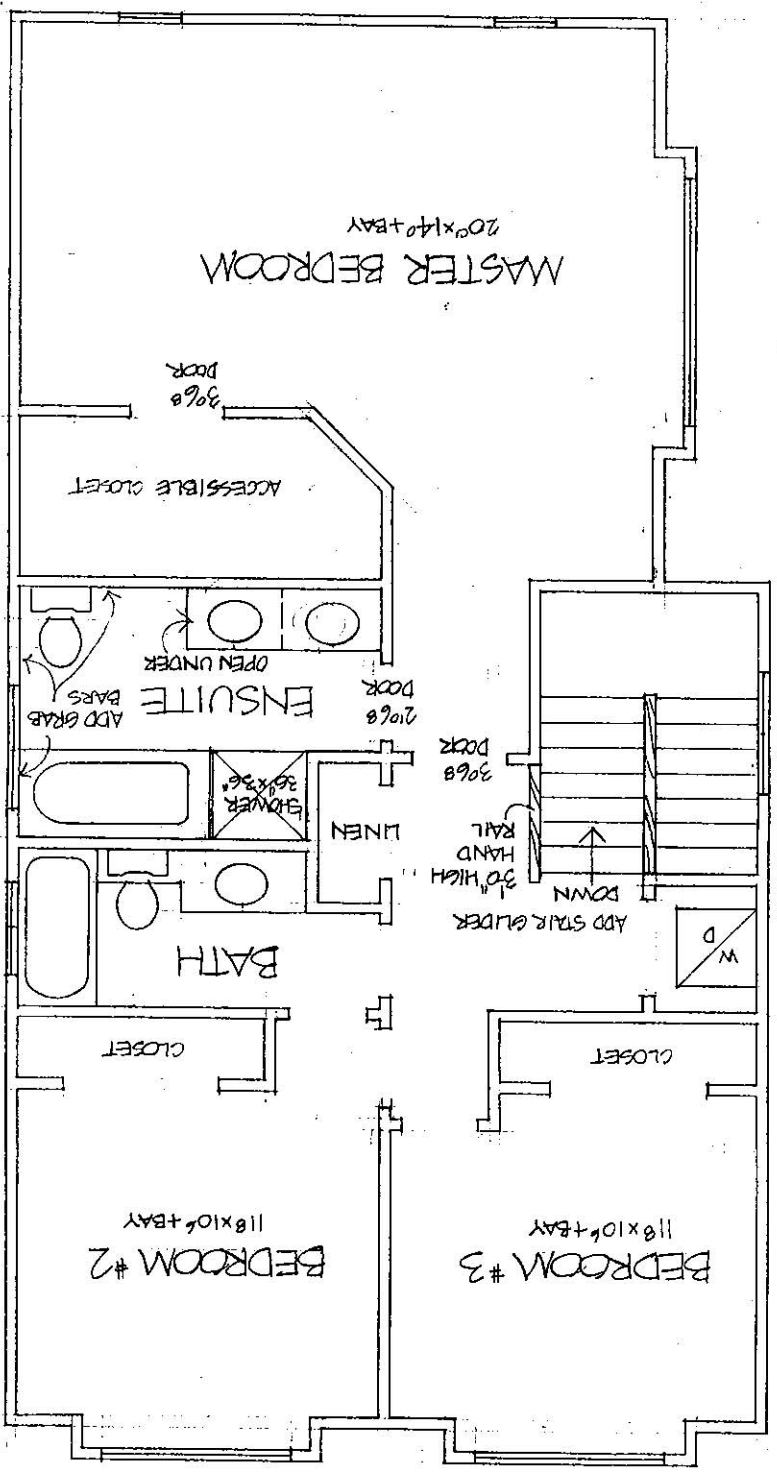 BEDROOM #3
11⁸x10⁶+BAY
BEDROOM #2
11⁸x10⁶+BAY
CLOSET
CLOSET
W
D
BATH
ADD STAIR GLIDER
DOWN
3'0" HIGH
HAND
RAIL
LINEN
SHOWER
36"x36"
3⁰6⁸
DOOR
2¹⁰6⁸
DOOR
ENSUITE
ADD GRAB
BARS
OPEN UNDER
ACCESSIBLE CLOSET
3⁰6⁸
DOOR
MASTER BEDROOM
20⁰x14⁰+BAY